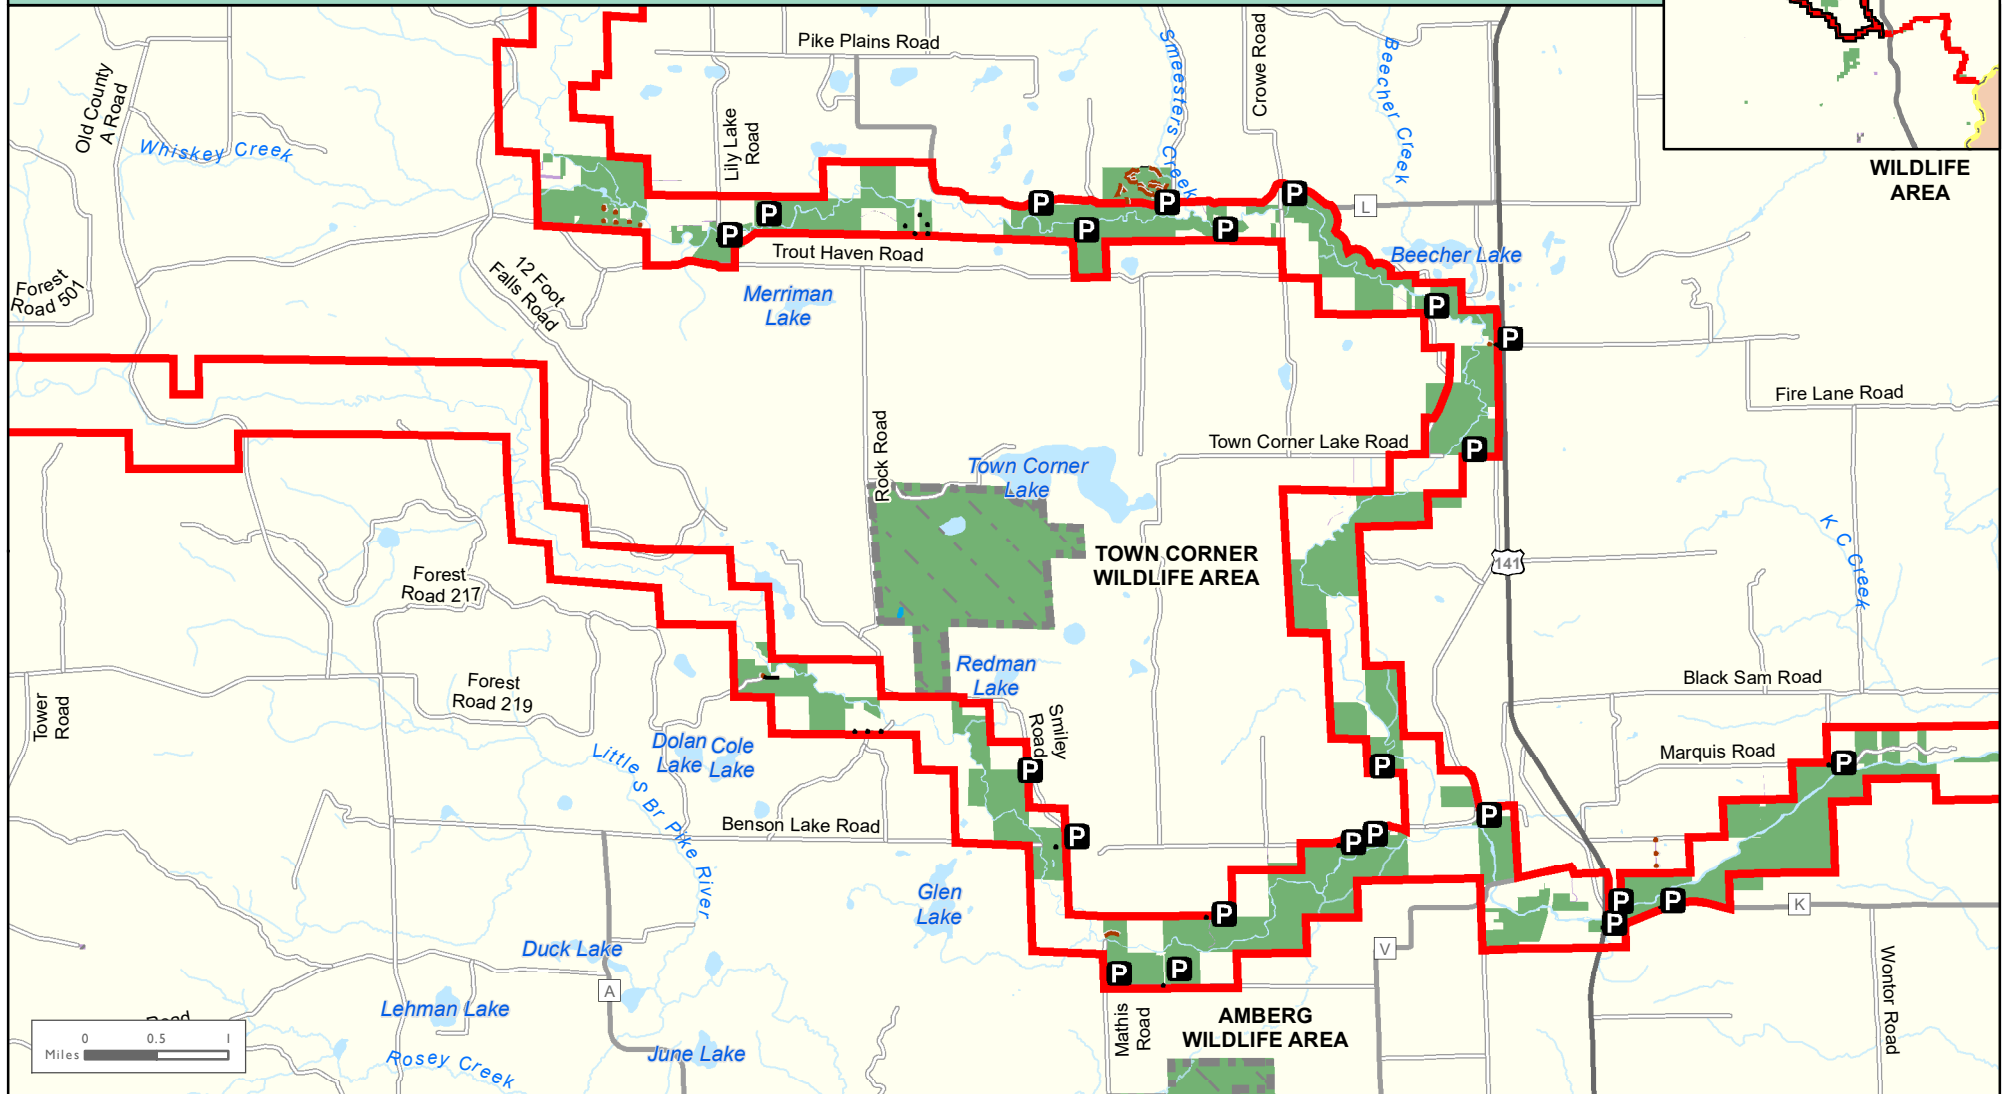 Pike Plains Road
Crowe Road
Smeesters Creek
Beecher Creek
Old County
A Road
Whiskey Creek
Lily Lake
Road
WILDLIFE
AREA
P
P
P
P
P
P
P
L
Trout Haven Road
Beecher Lake
12 Foot
Falls Road
Forest
Road 501
Merriman
Lake
P
P
Fire Lane Road
Rock Road
Town Corner Lake Road
P
Town Corner
Lake
K C Creek
TOWN CORNER
WILDLIFE AREA
141
Forest
Road 217
Redman
Lake
Forest
Road 219
Black Sam Road
Tower
Road
Smiley
Road
Dolan
Lake
Cole
Lake
Little S Br Pike River
Marquis Road
P
P
P
P
Benson Lake Road
P
P
P
Glen
Lake
P
P
P
P
K
V
Duck Lake
P
P
Wontor Road
A
Lehman Lake
Mathis
Road
AMBERG
WILDLIFE AREA
Road
0 0.5 1
Miles
Rosey Creek
June Lake